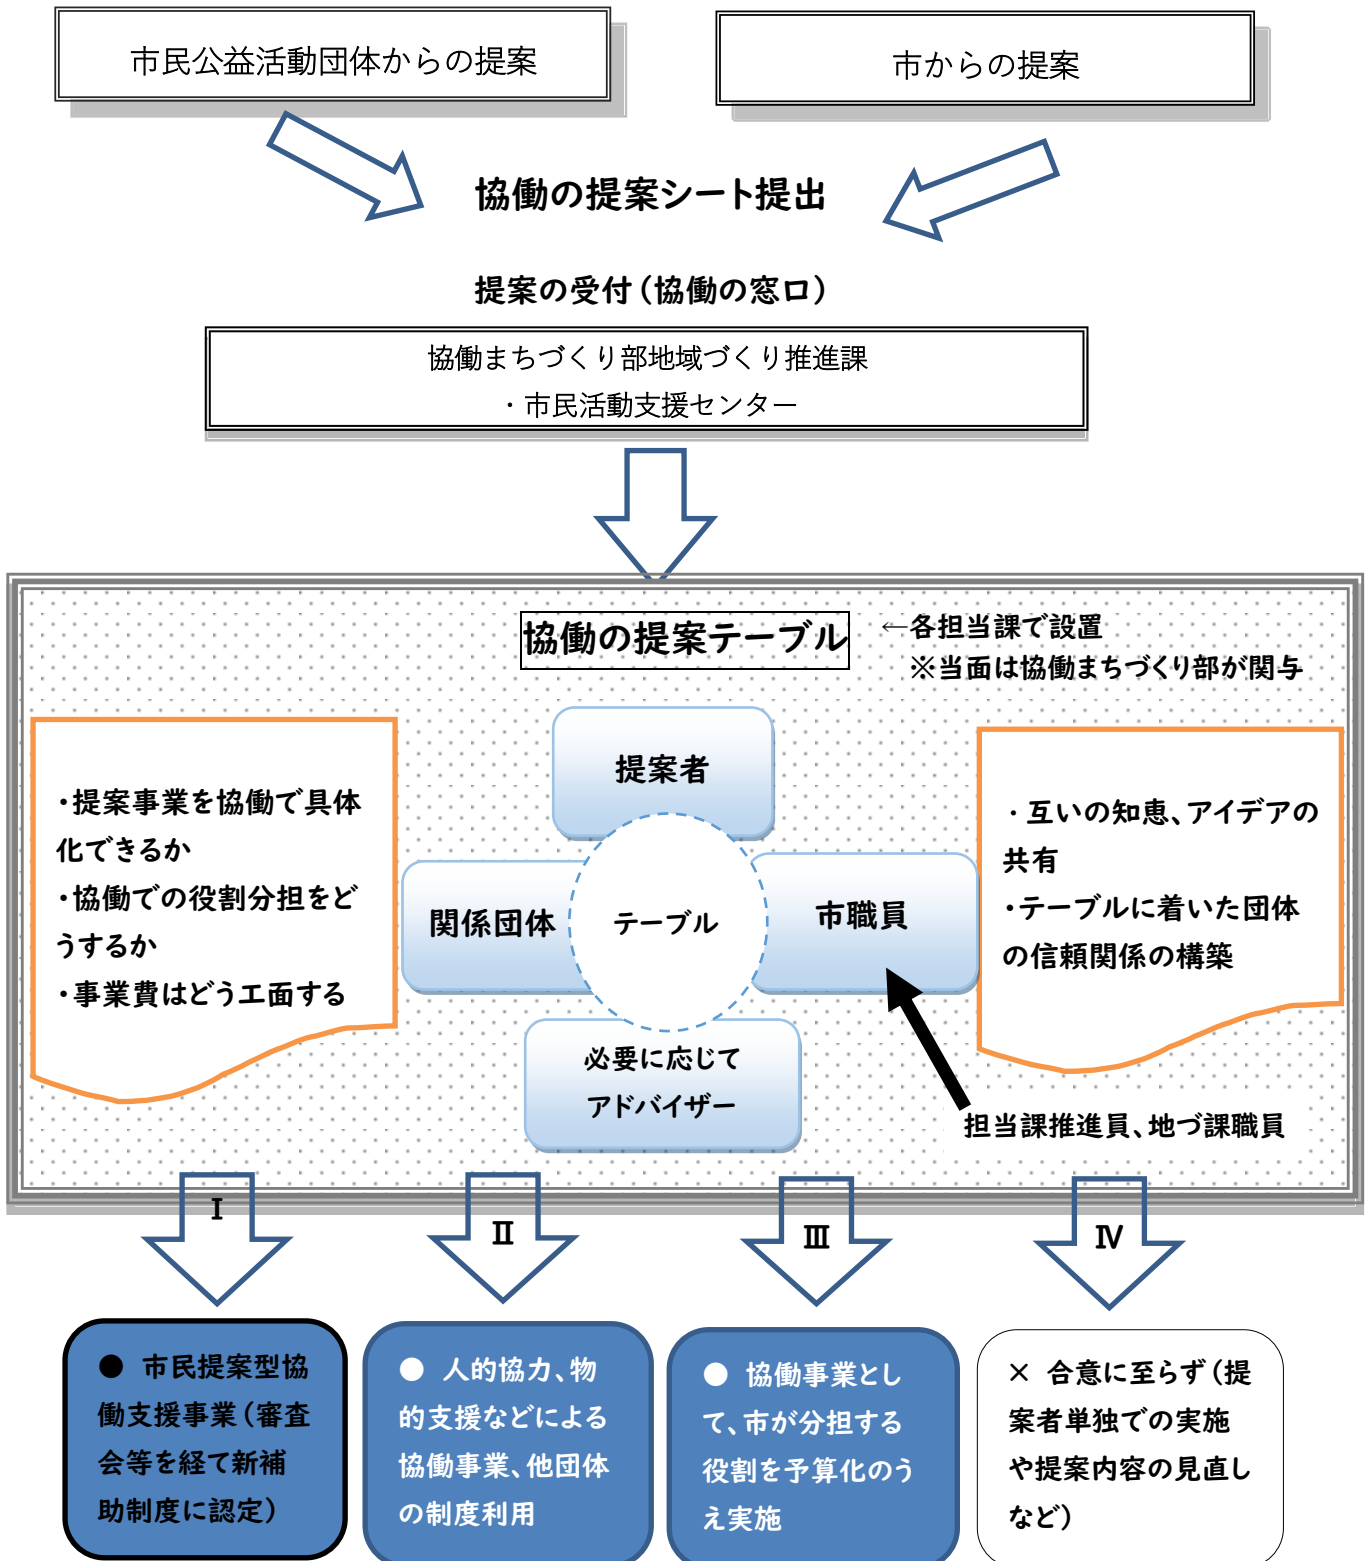 市民公益活動団体からの提案
市からの提案
協働の提案シート提出
提案の受付（協働の窓口）
協働まちづくり部地域づくり推進課
・市民活動支援センター
協働の提案テーブル
←各担当課で設置
※当面は協働まちづくり部が関与
・提案事業を協働で具体
化できるか
・協働での役割分担をど
うするか
・事業費はどう工面する
提案者
関係団体
テーブル
市職員
必要に応じて
アドバイザー
・互いの知恵、アイデアの
共有
・テーブルに着いた団体
の信頼関係の構築
担当課推進員、地づ課職員
Ⅰ
Ⅱ
Ⅲ
Ⅳ
● 市民提案型協
働支援事業（審査
会等を経て新補
助制度に認定）
● 人的協力、物
的支援などによる
協働事業、他団体
の制度利用
● 協働事業とし
て、市が分担する
役割を予算化のう
え実施
× 合意に至らず（提
案者単独での実施
や提案内容の見直し
など）